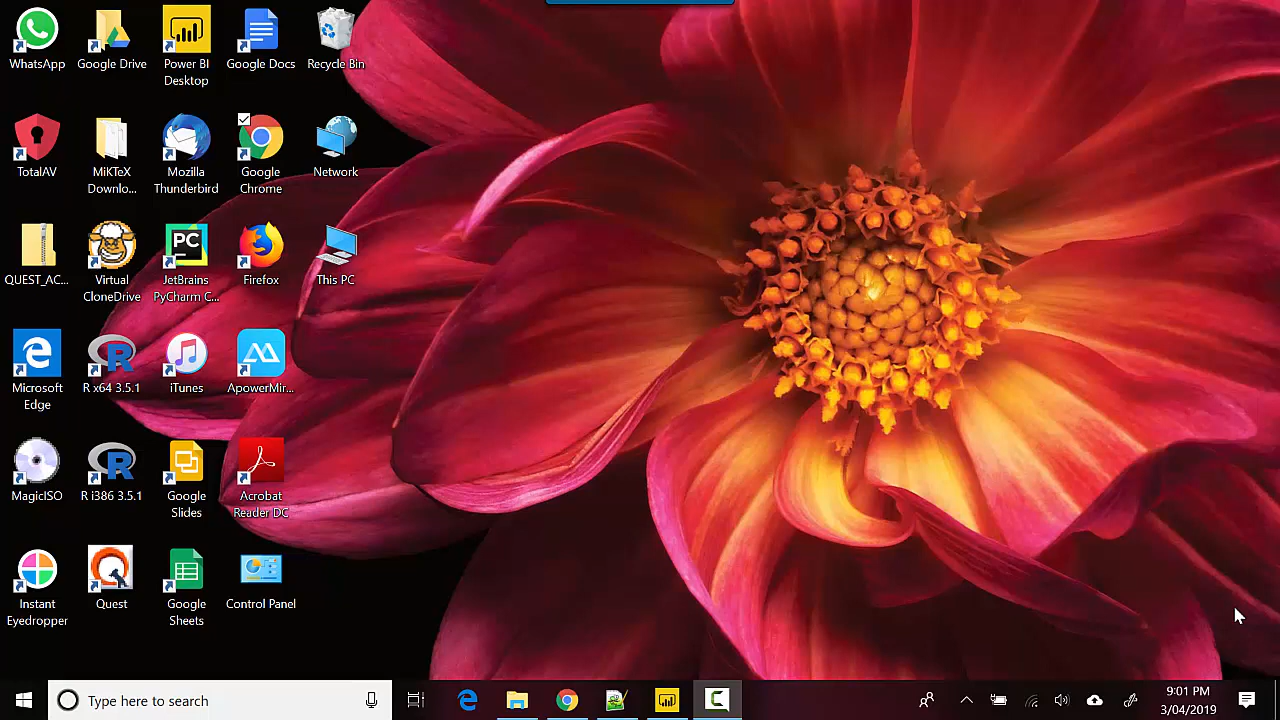 WhatsApp
Google Drive
Power BI
Desktop
Google Docs
Recycle Bin
TotalAV
MiKTeX
Downlo...
Mozilla
Thunderbird
Google
Chrome
Network
QUEST_AC...
Virtual
CloneDrive
PC
JetBrains
PyCharm C...
Firefox
This PC
Microsoft
Edge
R x64 3.5.1
iTunes
ApowerMir...
MagicISO
R i386 3.5.1
Google
Slides
Acrobat
Reader DC
Instant
Eyedropper
Quest
Google
Sheets
Control Panel
Type here to search
9:01 PM
3/04/2019